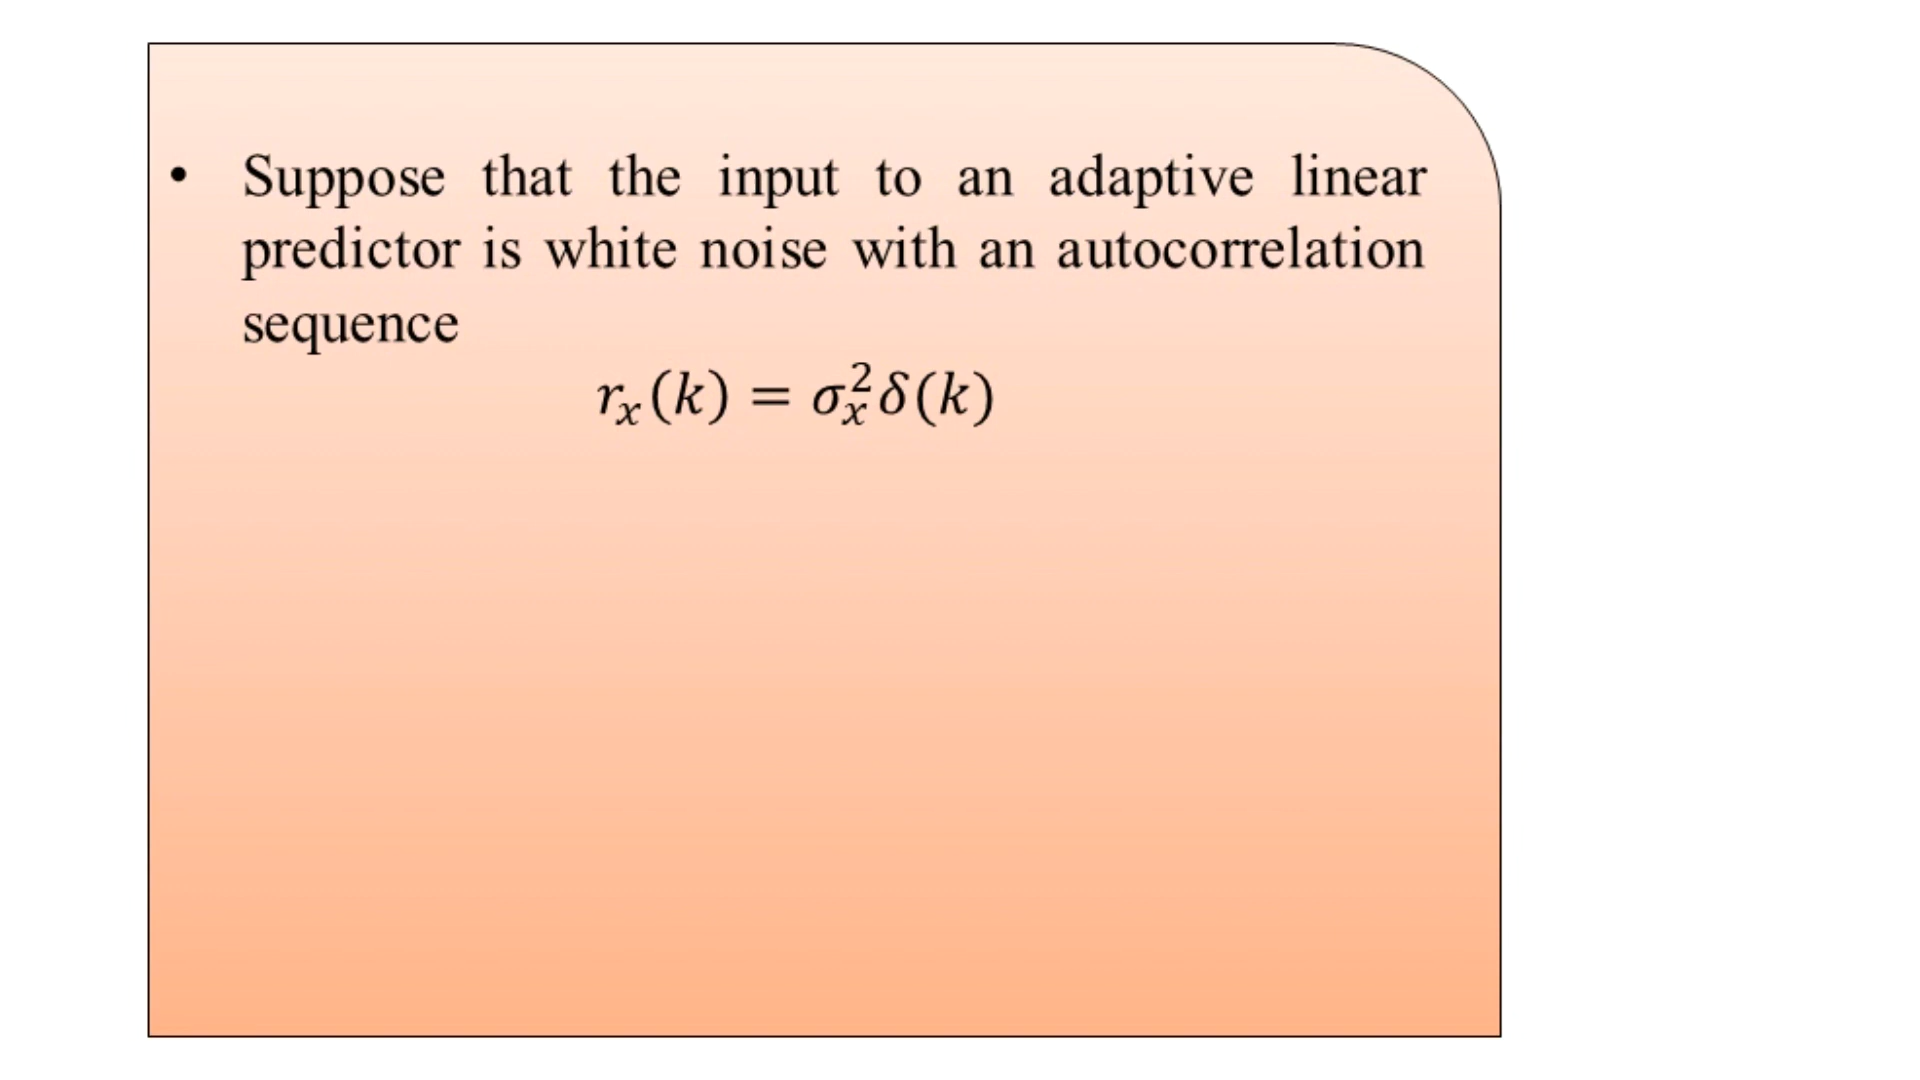 • Suppose that the input to an adaptive linear
predictor is white noise with an autocorrelation
sequence
𝑟ₓ(𝑘) = 𝜎ₓ²𝛿(𝑘)